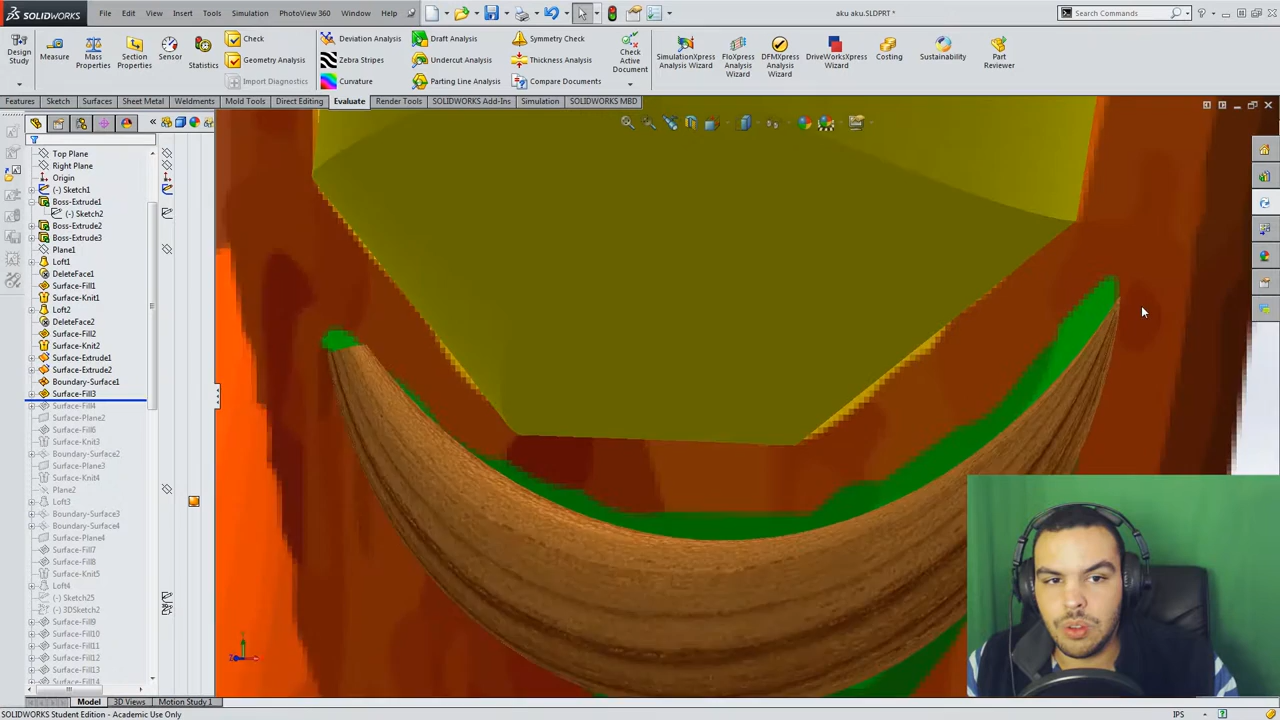 SOLIDWORKS
File Edit View Insert Tools Simulation PhotoView 360 Window Help
aku aku.SLDPRT *
Search Commands
Design Study
Measure
Mass Properties
Section Properties
Sensor
Statistics
Check
Geometry Analysis
Import Diagnostics
Deviation Analysis
Zebra Stripes
Curvature
Draft Analysis
Undercut Analysis
Parting Line Analysis
Symmetry Check
Thickness Analysis
Compare Documents
Check Active Document
SimulationXpress Analysis Wizard
FloXpress Analysis Wizard
DFMXpress Analysis Wizard
DriveWorksXpress Wizard
Costing
Sustainability
Part Reviewer
Features Sketch Surfaces Sheet Metal Weldments Mold Tools Direct Editing Evaluate Render Tools SOLIDWORKS Add-Ins Simulation SOLIDWORKS MBD
Top Plane
Right Plane
Origin
(-) Sketch1
Boss-Extrude1
(-) Sketch2
Boss-Extrude2
Boss-Extrude3
Plane1
Loft1
DeleteFace1
Surface-Fill1
Surface-Knit1
Loft2
DeleteFace2
Surface-Fill2
Surface-Knit2
Surface-Extrude1
Surface-Extrude2
Boundary-Surface1
Surface-Fill3
Surface-Fill4
Surface-Plane2
Surface-Fill6
Surface-Knit3
Boundary-Surface2
Surface-Plane3
Surface-Knit4
Plane2
Loft3
Boundary-Surface3
Boundary-Surface4
Surface-Plane4
Surface-Fill7
Surface-Fill8
Surface-Knit5
Loft4
(-) Sketch25
(-) 3DSketch2
Surface-Fill9
Surface-Fill10
Surface-Fill11
Surface-Fill12
Surface-Fill13
Surface-Fill14
Model 3D Views Motion Study 1
SOLIDWORKS Student Edition - Academic Use Only
IPS